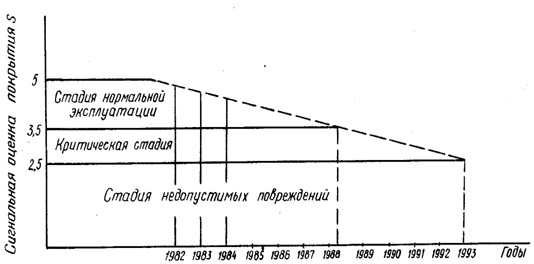 Сигнальная оценка покрытия S
5
Стадия нормальной
эксплуатации
3,5
Критическая стадия
2,5
Стадия недопустимых повреждений
1982 1983 1984 1985 1986 1987 1988 1989 1990 1991 1992 1993 Годы